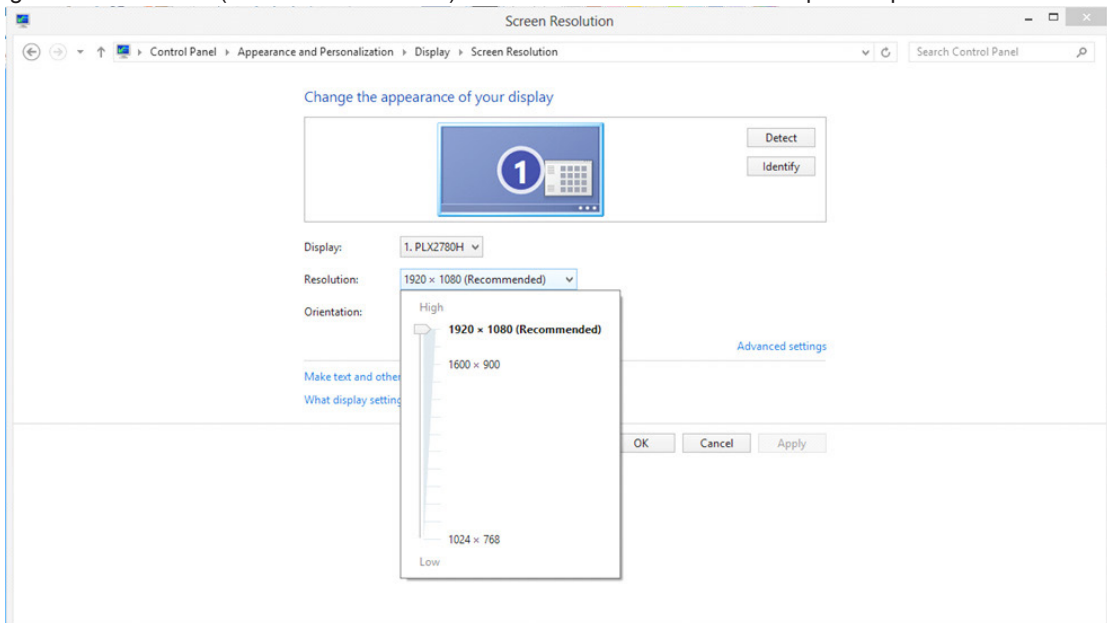 Screen Resolution
Control Panel ▸ Appearance and Personalization ▸ Display ▸ Screen Resolution
Search Control Panel
Change the appearance of your display
1
Detect
Identify
Display: 1. PLX2780H
Resolution: 1920 × 1080 (Recommended)
Orientation:
High
1920 × 1080 (Recommended)
1600 × 900
1024 × 768
Low
Advanced settings
Make text and other
What display setting
OK Cancel Apply